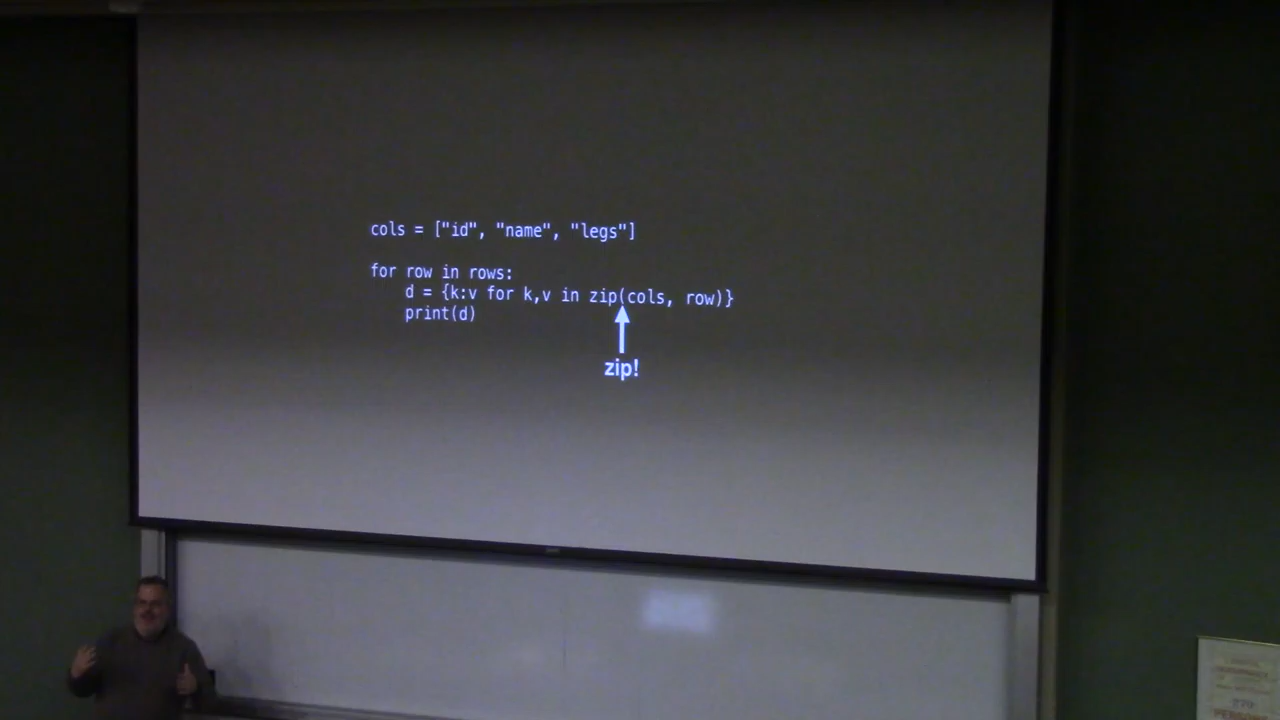 cols = ["id", "name", "legs"]
for row in rows:
    d = {k:v for k,v in zip(cols, row)}
    print(d)
zip!